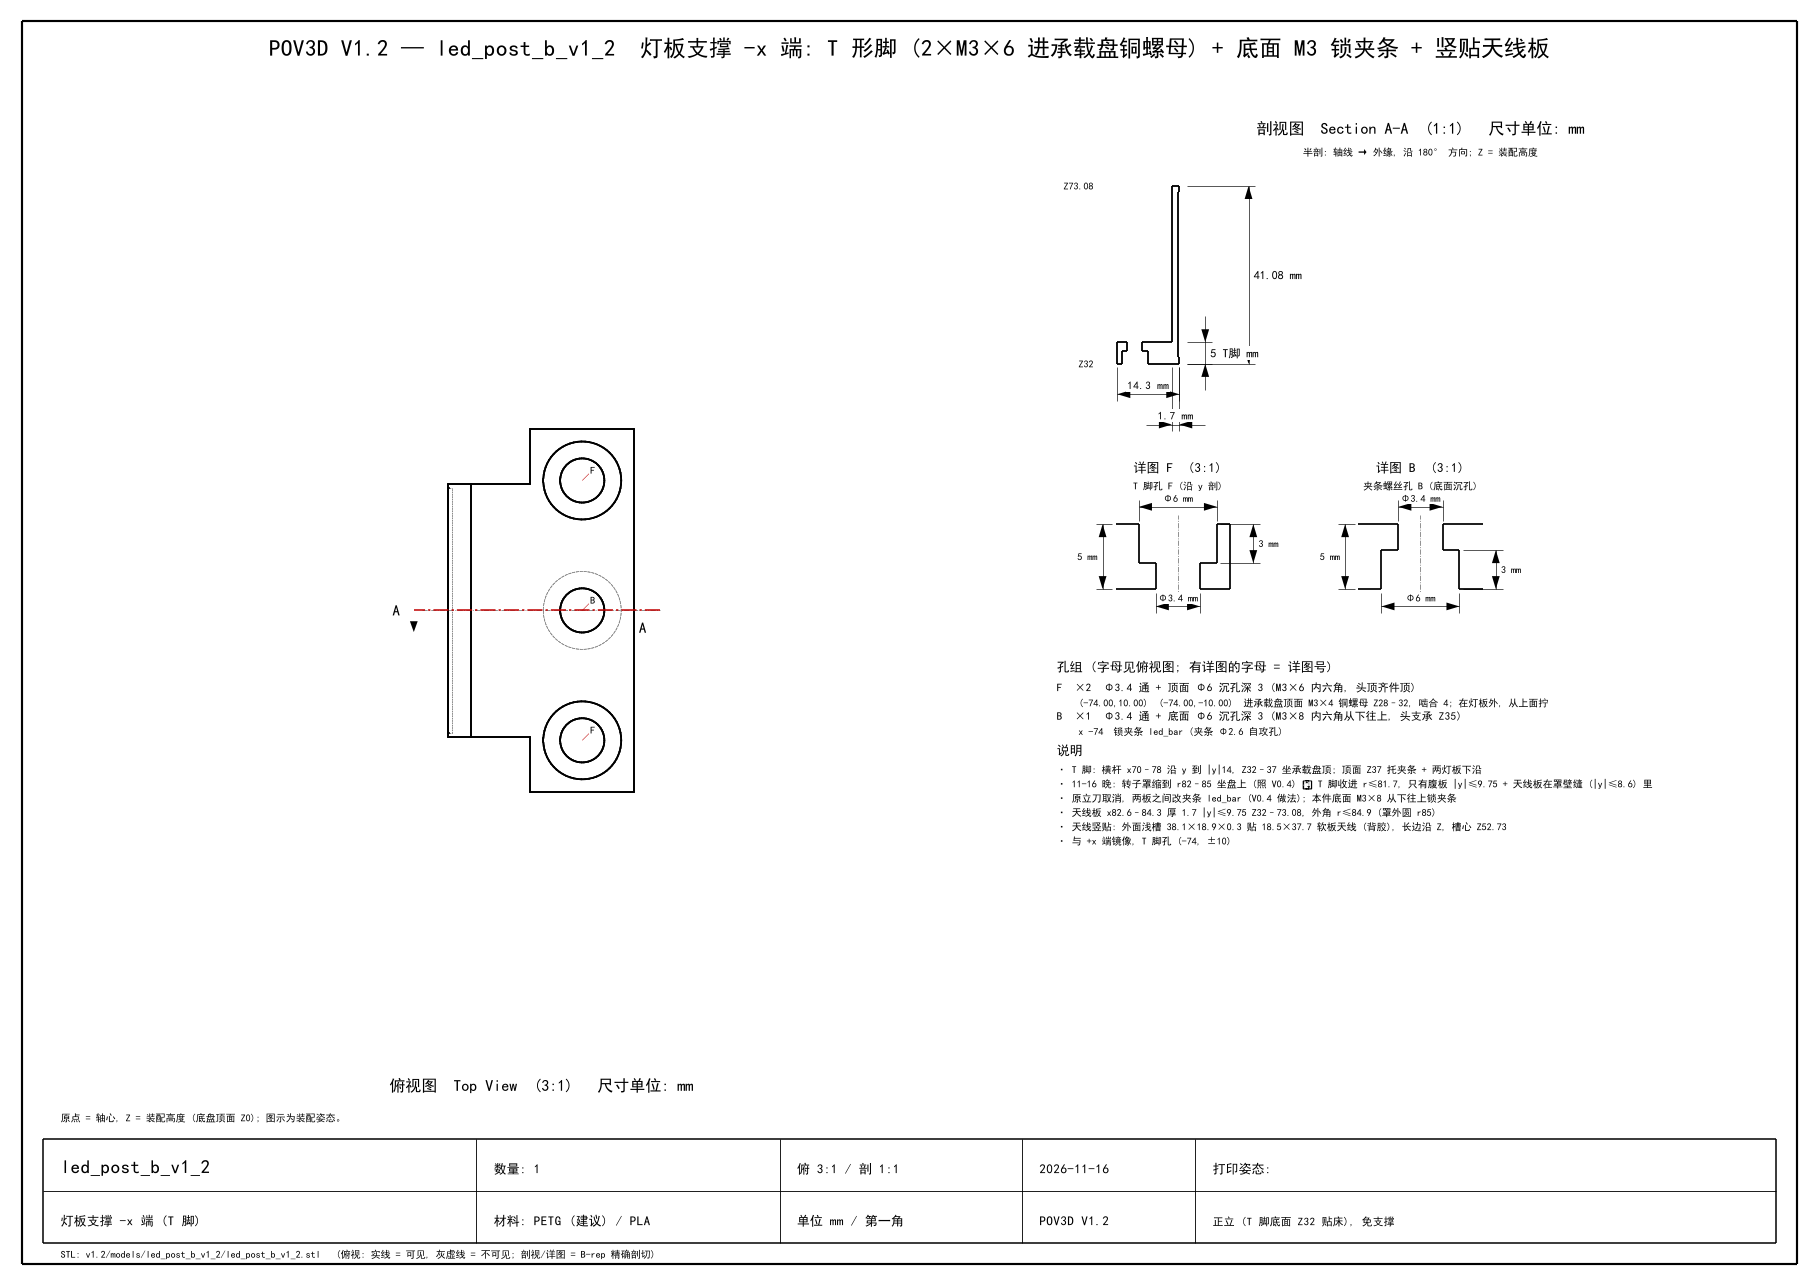 POV3D V1.2 — led_post_b_v1_2  灯板支撑 -x 端: T 形脚 (2×M3×6 进承载盘铜螺母) + 底面 M3 锁夹条 + 竖贴天线板
剖视图  Section A-A  (1:1)  尺寸单位: mm
半剖: 轴线 → 外缘, 沿 180° 方向; Z = 装配高度
Z73.08
41.08 mm
5 T脚 mm
Z32
14.3 mm
1.7 mm
详图 F  (3:1)
T 脚孔 F (沿 y 剖)
Φ6 mm
5 mm
3 mm
Φ3.4 mm
详图 B  (3:1)
夹条螺丝孔 B (底面沉孔)
Φ3.4 mm
5 mm
3 mm
Φ6 mm
F
B
F
A
A
孔组 (字母见俯视图; 有详图的字母 = 详图号)
F  ×2  Φ3.4 通 + 顶面 Φ6 沉孔深 3 (M3×6 内六角, 头顶齐件顶)
(-74.00,10.00)  (-74.00,-10.00)  进承载盘顶面 M3×4 铜螺母 Z28–32, 啮合 4; 在灯板外, 从上面拧
B  ×1  Φ3.4 通 + 底面 Φ6 沉孔深 3 (M3×8 内六角从下往上, 头支承 Z35)
x -74  锁夹条 led_bar (夹条 Φ2.6 自攻孔)
说明
· T 脚: 横杆 x70–78 沿 y 到 |y|14, Z32–37 坐承载盘顶; 顶面 Z37 托夹条 + 两灯板下沿
· 11-16 晚: 转子罩缩到 r82–85 坐盘上 (照 V0.4) T 脚收进 r≤81.7, 只有腹板 |y|≤9.75 + 天线板在罩壁缝 (|y|≤8.6) 里
· 原立刀取消, 两板之间改夹条 led_bar (V0.4 做法); 本件底面 M3×8 从下往上锁夹条
· 天线板 x82.6–84.3 厚 1.7 |y|≤9.75 Z32–73.08, 外角 r≤84.9 (罩外圆 r85)
· 天线竖贴: 外面浅槽 38.1×18.9×0.3 贴 18.5×37.7 软板天线 (背胶), 长边沿 Z, 槽心 Z52.73
· 与 +x 端镜像, T 脚孔 (-74, ±10)
俯视图  Top View  (3:1)  尺寸单位: mm
原点 = 轴心, Z = 装配高度 (底盘顶面 Z0); 图示为装配姿态。
led_post_b_v1_2
数量: 1
俯 3:1 / 剖 1:1
2026-11-16
打印姿态:
灯板支撑 -x 端 (T 脚)
材料: PETG (建议) / PLA
单位 mm / 第一角
POV3D V1.2
正立 (T 脚底面 Z32 贴床), 免支撑
STL: v1.2/models/led_post_b_v1_2/led_post_b_v1_2.stl  (俯视: 实线 = 可见, 灰虚线 = 不可见; 剖视/详图 = B-rep 精确剖切)